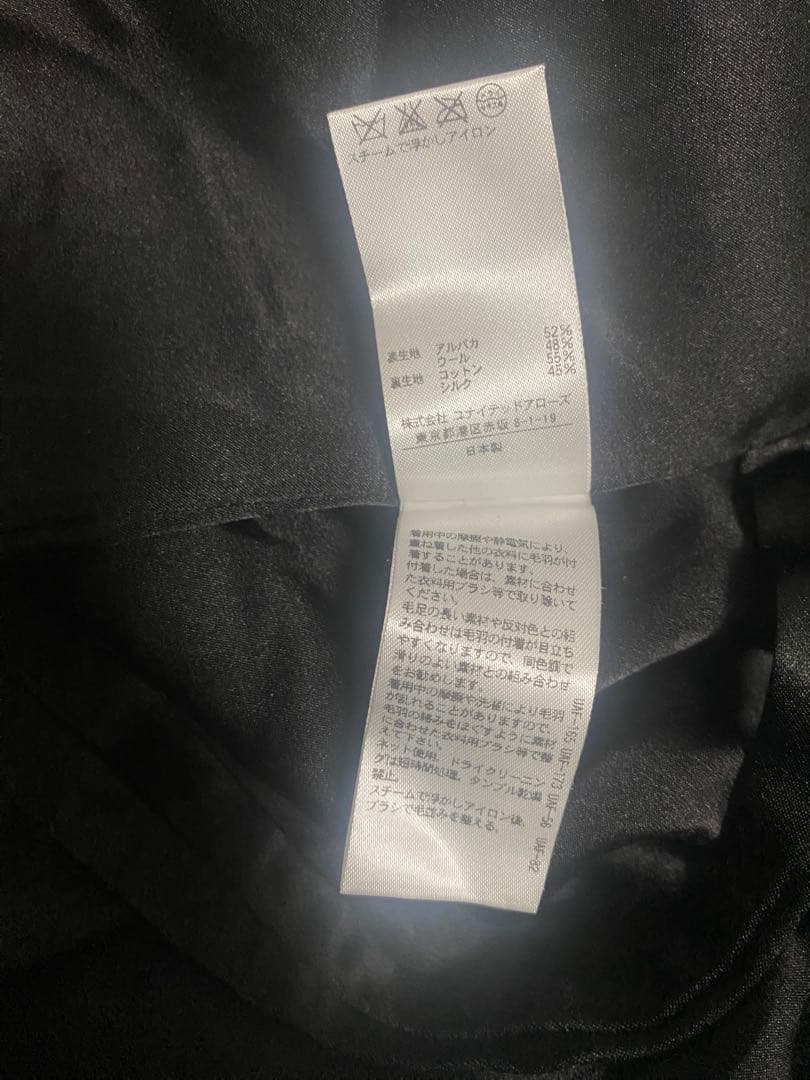 スチームで浮かしアイロン
表生地 アルパカ 52%
ウール 48%
裏生地 コットン 55%
シルク 45%
株式会社 ユナイテッドアローズ
東京都港区赤坂 8-1-19
日本製
着用中の摩擦や静電気により、
重ね着した他の衣料に毛羽が付
着することがあります。
付着した場合は、素材に合わせ
た衣料用ブラシ等で取り除いて
ください。
毛足の長い素材や反対色との組
み合わせは毛羽の付着が目立ち
やすくなりますので、同色類で
滑りのよい素材との組み合わせ
をお勧めします。
着用中の摩擦や洗濯により毛羽
が乱れることがありますので、
毛羽の絡みをほぐすように素材
に合わせた衣料用ブラシ等で整
えて下さい。
ネット使用、ドライクリーニン
グは短時間処理、タンブル乾燥
禁止。
スチームで浮かしアイロン後、
ブラシで毛並みを整える。
UAF-165 UAF-173 UAF-56 UAF-82